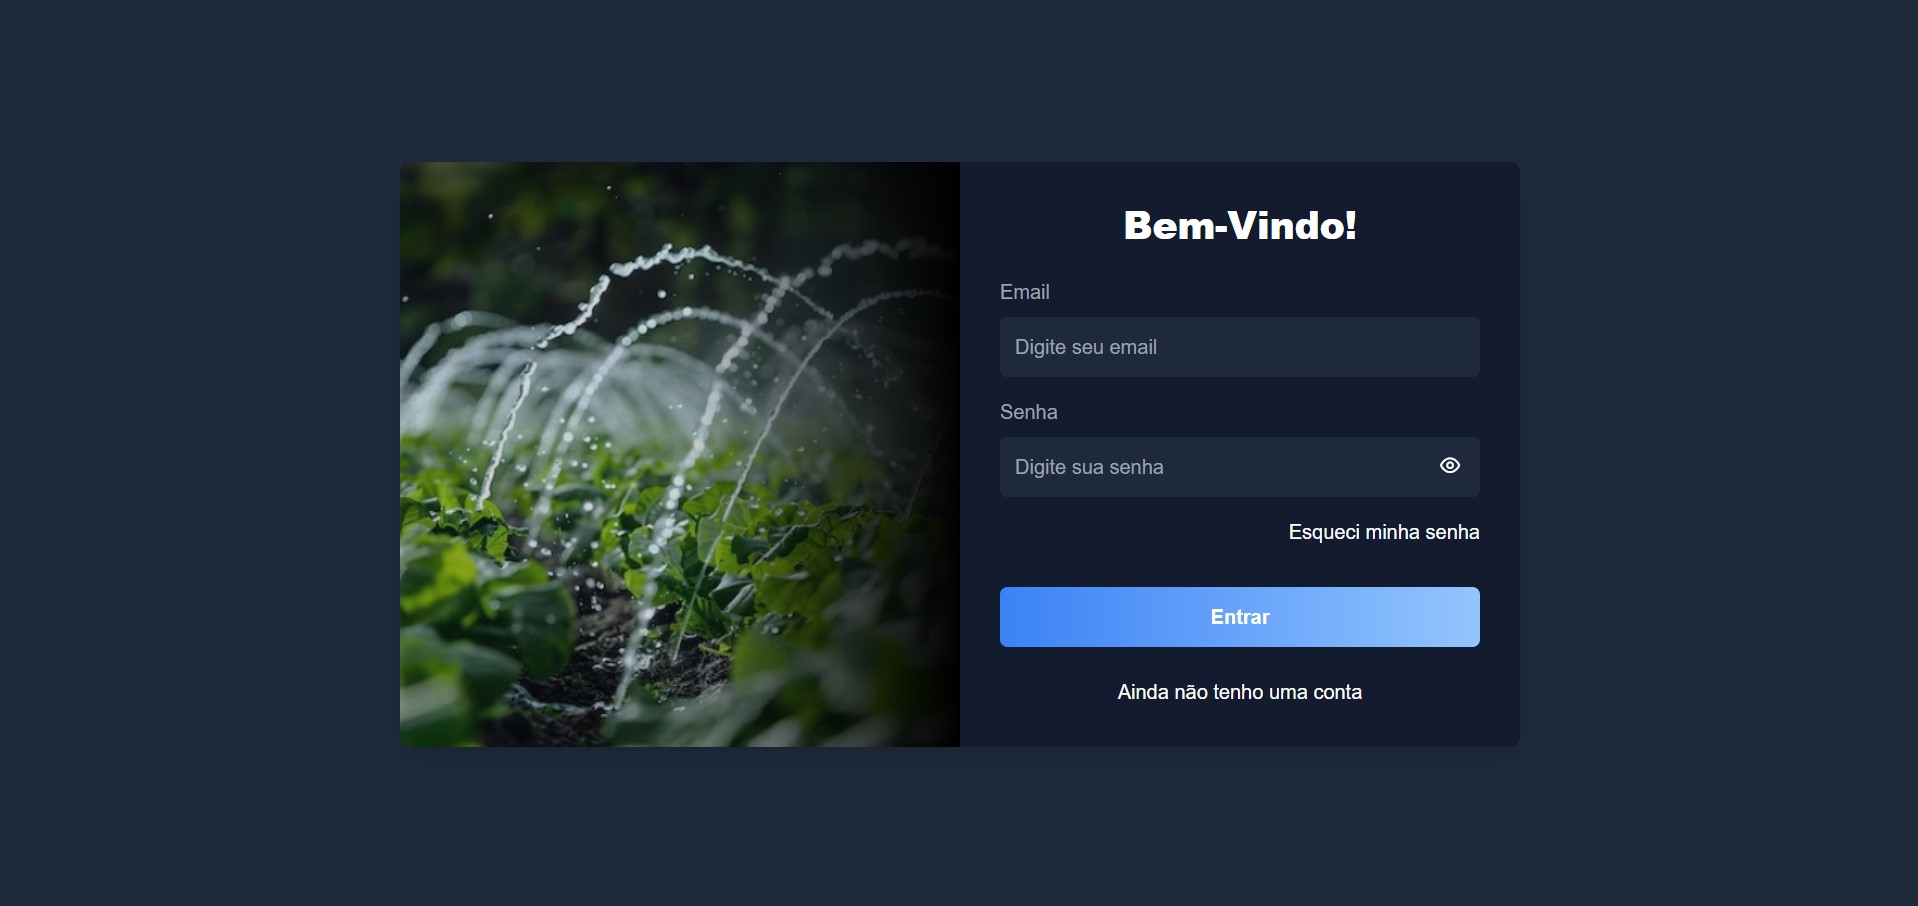 Bem-Vindo!
Email
Digite seu email
Senha
Digite sua senha
Esqueci minha senha
Entrar
Ainda não tenho uma conta